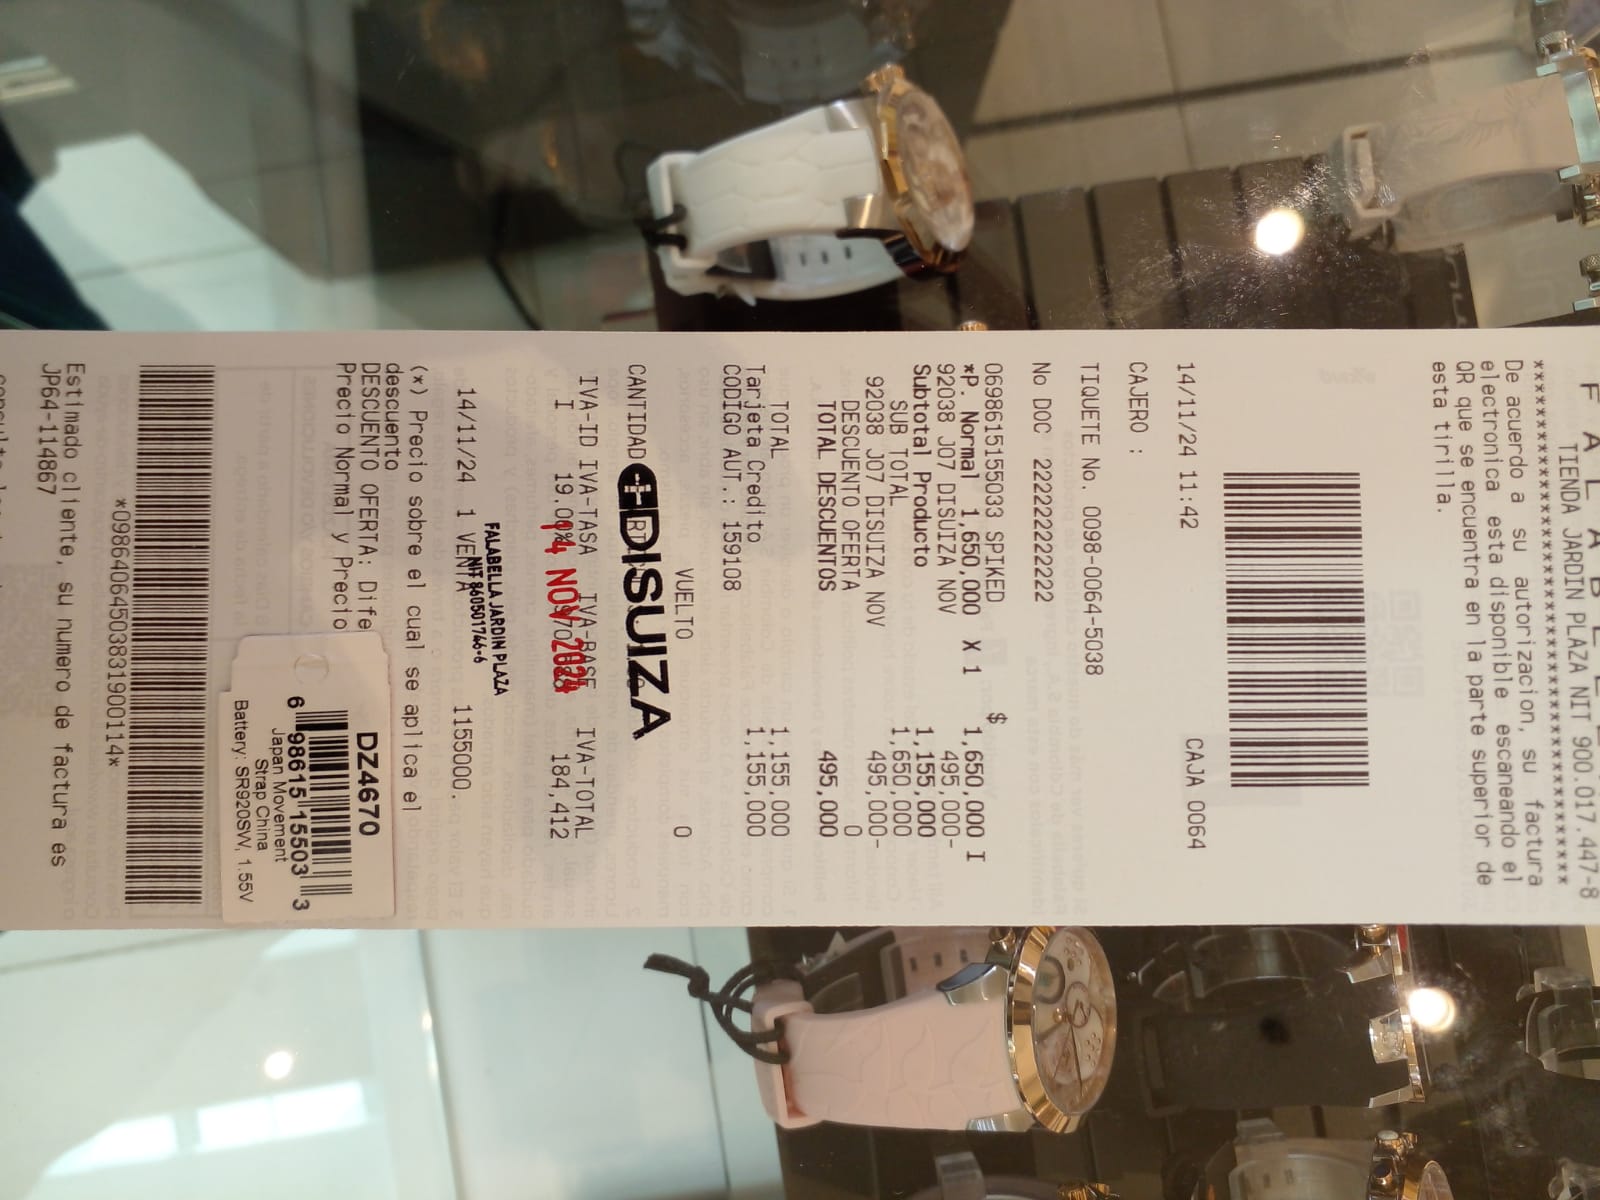 F A L A B E L L
TIENDA JARDIN PLAZA NIT 900.017.447-8
De acuerdo a su autorizacion, su factura
electronica esta disponible escaneando el
QR que se encuentra en la parte superior de
esta tirilla.
14/11/24 11:42 CAJA 0064
CAJERO :
TIQUETE No. 0098-0064-5038
No DOC 222222222222
$
0698615155033 SPIKED
*P. Normal 1,650,000 X 1 1,650,000 I
92038 J07 DISUIZA NOV 495,000-
Subtotal Producto 1,155,000
SUB TOTAL 1,650,000
92038 J07 DISUIZA NOV 495,000-
DESCUENTO OFERTA 0
TOTAL DESCUENTOS 495,000
TOTAL 1,155,000
Tarjeta Credito 1,155,000
CODIGO AUT.: 159108
VUELTO 0
CANTIDAD
DISUIZA
IVA-ID IVA-TASA IVA-BASE IVA-TOTAL
I 19.00% 184,412
14 NOV 2024
FALABELLA JARDIN PLAZA
NIT 860501746-6
14/11/24 1 VENTA 1155000.
(*) Precio sobre el cual se aplica el
descuento
DESCUENTO OFERTA: Dife
Precio Normal y Precio
DZ4670
6 98615 15503 3
Japan Movement
Strap China
Battery: SR920SW, 1.55V
*098640645038319001114*
Estimado cliente, su numero de factura es
JP64-114867